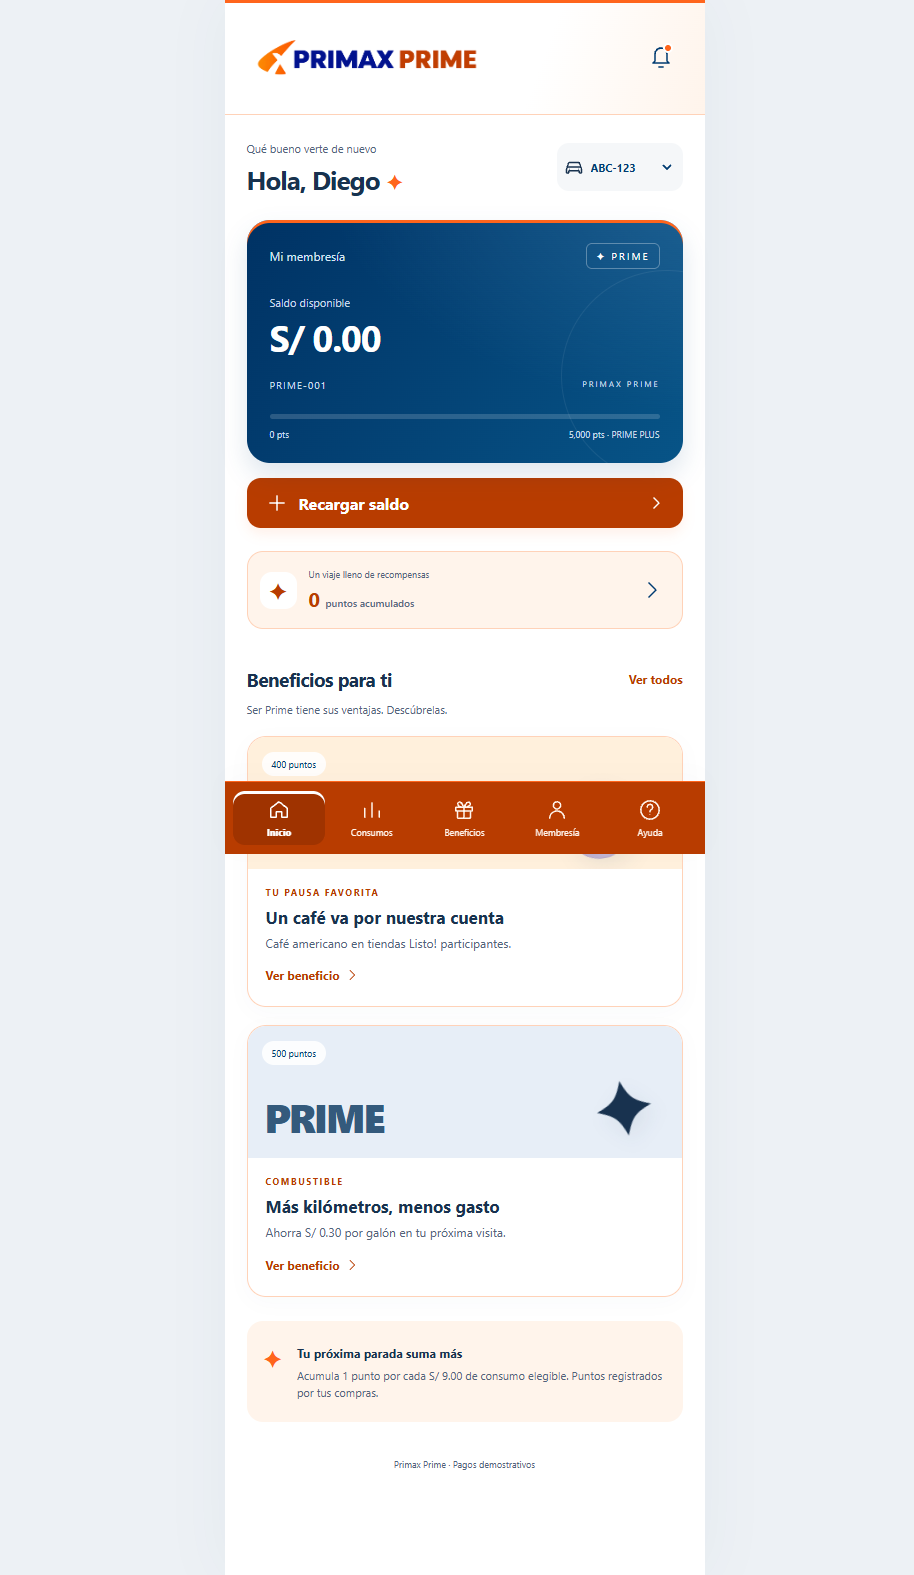 PRIMAX PRIME
Qué bueno verte de nuevo
Hola, Diego
ABC-123
Mi membresía
PRIME
Saldo disponible
S/ 0.00
PRIME-001
PRIMAX PRIME
0 pts
5,000 pts · PRIME PLUS
Recargar saldo
Un viaje lleno de recompensas
0 puntos acumulados
Beneficios para ti
Ver todos
Ser Prime tiene sus ventajas. Descúbrelas.
400 puntos
Inicio
Consumos
Beneficios
Membresía
Ayuda
TU PAUSA FAVORITA
Un café va por nuestra cuenta
Café americano en tiendas Listo! participantes.
Ver beneficio
500 puntos
PRIME
COMBUSTIBLE
Más kilómetros, menos gasto
Ahorra S/ 0.30 por galón en tu próxima visita.
Ver beneficio
Tu próxima parada suma más
Acumula 1 punto por cada S/ 9.00 de consumo elegible. Puntos registrados
por tus compras.
Primax Prime · Pagos demostrativos